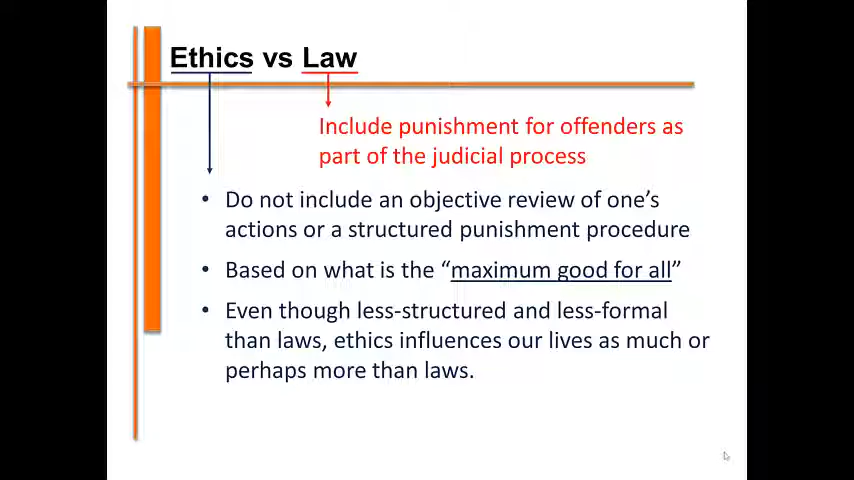 Ethics vs Law
Include punishment for offenders as
part of the judicial process
• Do not include an objective review of one’s
actions or a structured punishment procedure
• Based on what is the “maximum good for all”
• Even though less-structured and less-formal
than laws, ethics influences our lives as much or
perhaps more than laws.